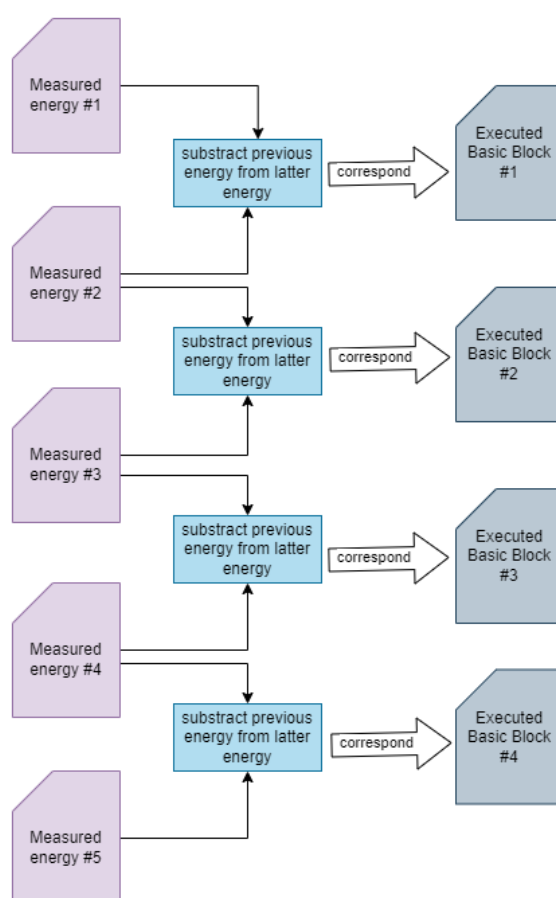 Measured
energy #1
substract previous
energy from latter
energy
correspond
Executed
Basic Block
#1
Measured
energy #2
substract previous
energy from latter
energy
correspond
Executed
Basic Block
#2
Measured
energy #3
substract previous
energy from latter
energy
correspond
Executed
Basic Block
#3
Measured
energy #4
substract previous
energy from latter
energy
correspond
Executed
Basic Block
#4
Measured
energy #5